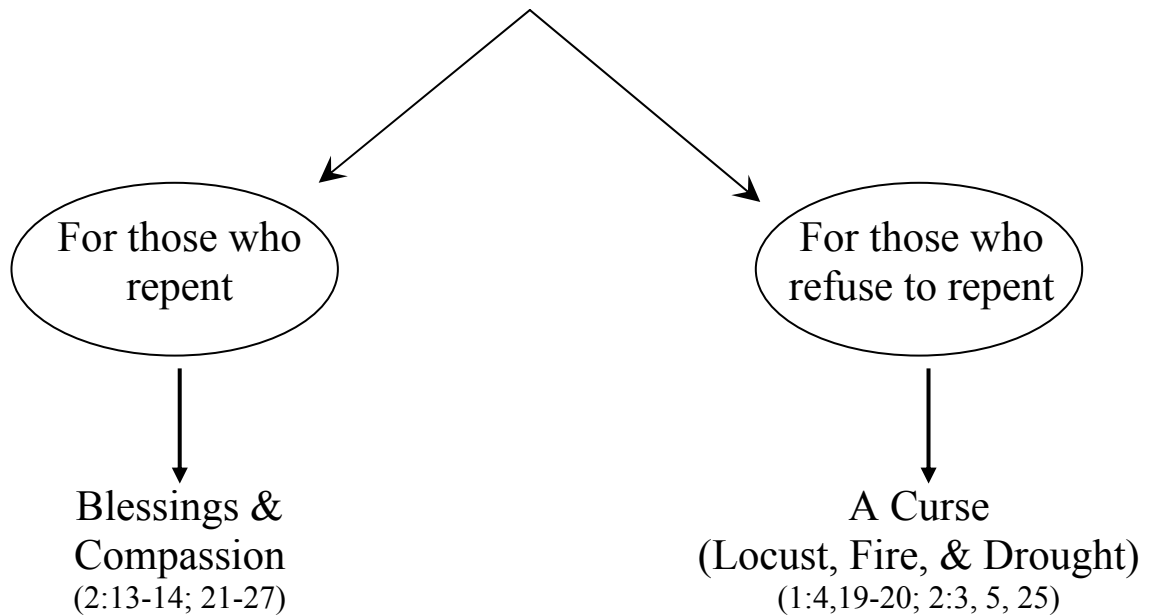 For those who
repent
For those who
refuse to repent
Blessings &
Compassion
(2:13-14; 21-27)
A Curse
(Locust, Fire, & Drought)
(1:4,19-20; 2:3, 5, 25)